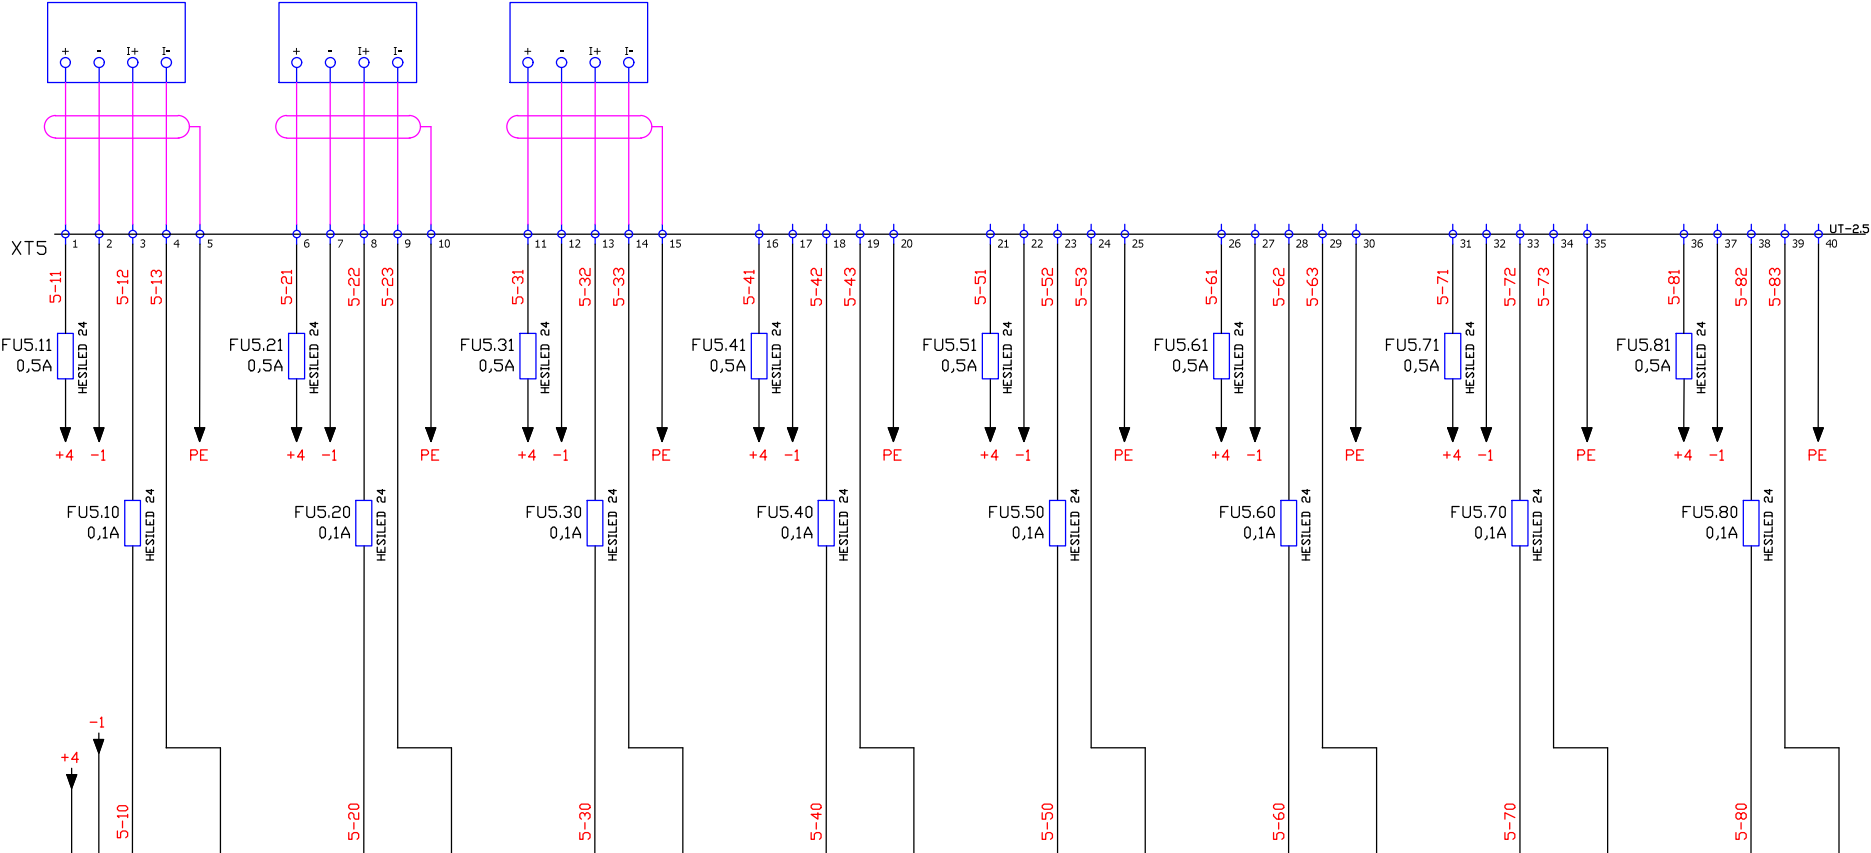 + - I+ I- + - I+ I- + - I+ I-
UT-2.5
XT5 1 2 3 4 5 6 7 8 9 10 11 12 13 14 15 16 17 18 19 20 21 22 23 24 25 26 27 28 29 30 31 32 33 34 35 36 37 38 39 40
5-11 5-12 5-13 5-21 5-22 5-23 5-31 5-32 5-33 5-41 5-42 5-43 5-51 5-52 5-53 5-61 5-62 5-63 5-71 5-72 5-73 5-81 5-82 5-83
FU5.11 FU5.21 FU5.31 FU5.41 FU5.51 FU5.61 FU5.71 FU5.81
0,5A 0,5A 0,5A 0,5A 0,5A 0,5A 0,5A 0,5A
HESILED 24 HESILED 24 HESILED 24 HESILED 24 HESILED 24 HESILED 24 HESILED 24 HESILED 24
+4 -1 PE +4 -1 PE +4 -1 PE +4 -1 PE +4 -1 PE +4 -1 PE +4 -1 PE +4 -1 PE
FU5.10 FU5.20 FU5.30 FU5.40 FU5.50 FU5.60 FU5.70 FU5.80
0,1A 0,1A 0,1A 0,1A 0,1A 0,1A 0,1A 0,1A
HESILED 24 HESILED 24 HESILED 24 HESILED 24 HESILED 24 HESILED 24 HESILED 24 HESILED 24
-1
+4
5-10 5-20 5-30 5-40 5-50 5-60 5-70 5-80